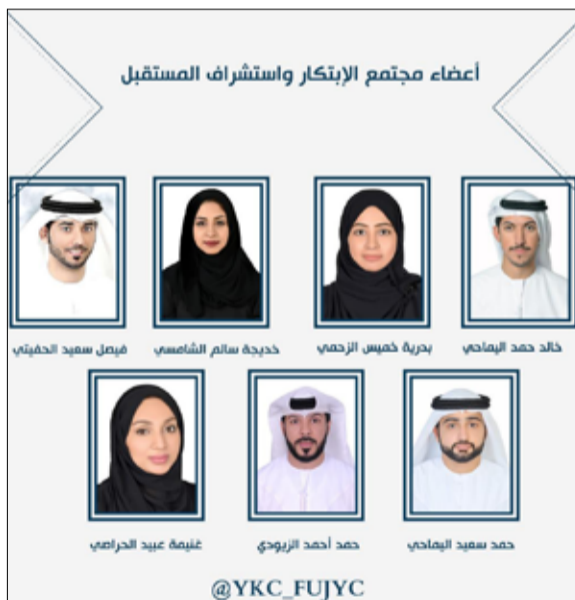 أعضاء مجتمع الإبتكار واستشراف المستقبل
خالد حمد اليماحي
بدرية خميس الزحمي
خديجة سالم الشامسي
فيصل سعيد الحفيتي
حمد سعيد اليماحي
حمد أحمد الزيودي
غنيمة عبيد الحراصي
@YKC_FUJYC